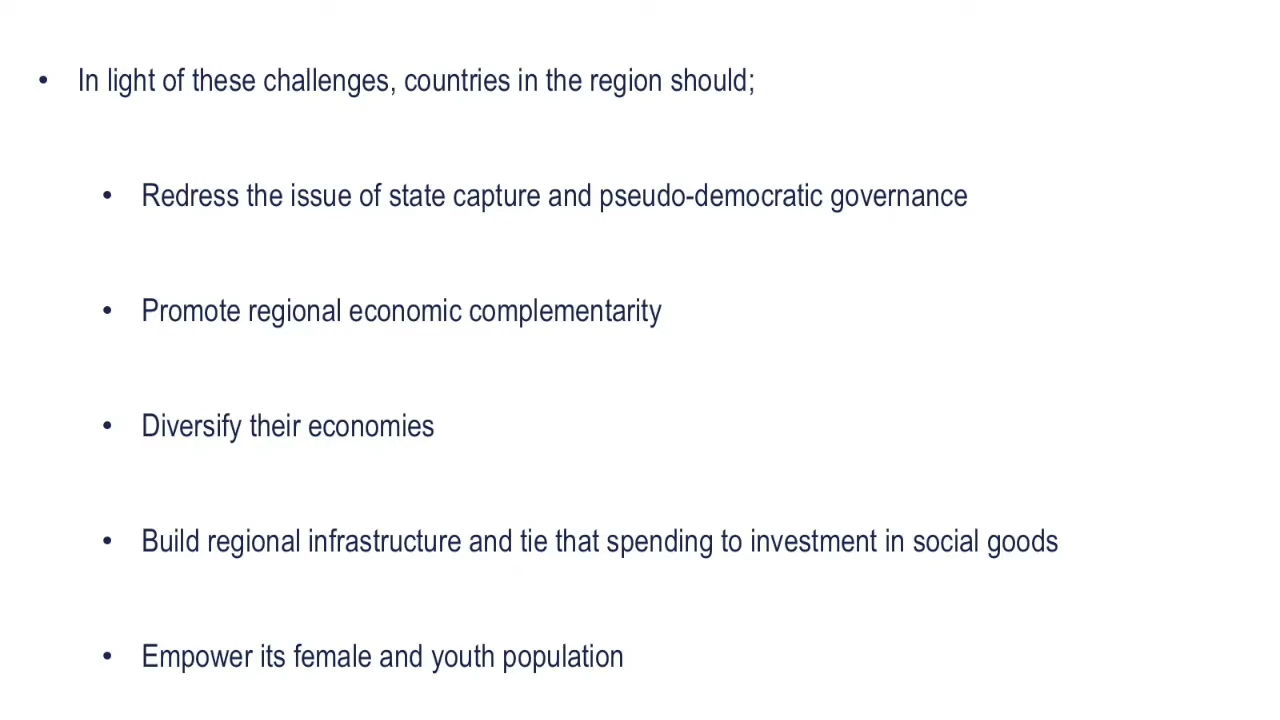 • In light of these challenges, countries in the region should;
• Redress the issue of state capture and pseudo-democratic governance
• Promote regional economic complementarity
• Diversify their economies
• Build regional infrastructure and tie that spending to investment in social goods
• Empower its female and youth population